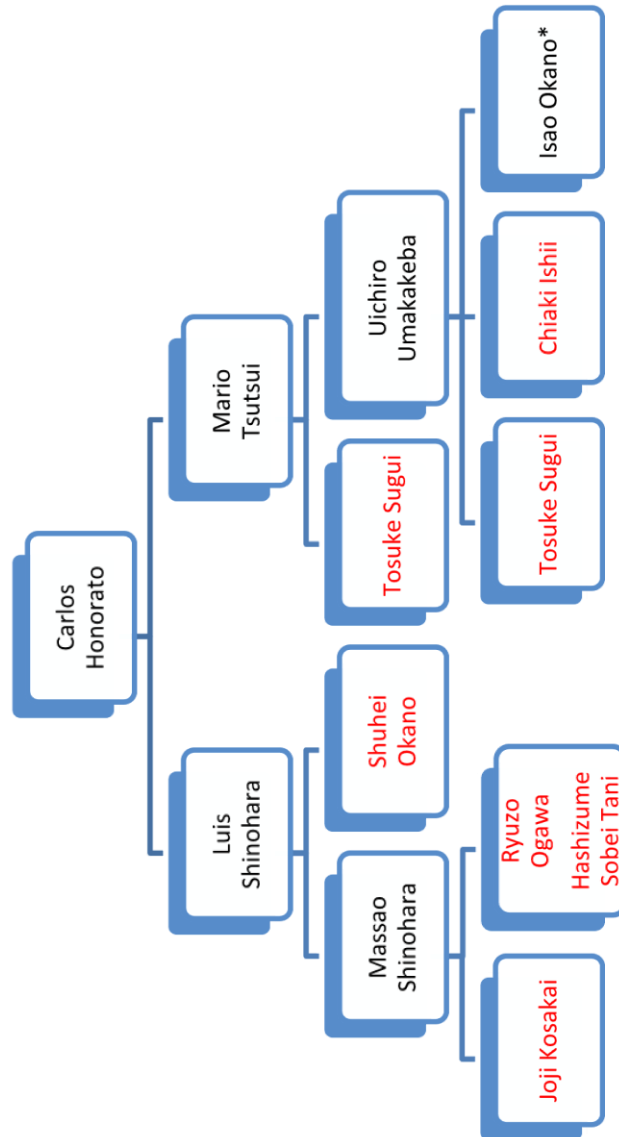 Carlos
Honorato
Luis
Shinohara
Mario
Tsutsui
Massao
Shinohara
Shuhei
Okano
Tosuke Sugui
Uichiro
Umakakeba
Joji Kosakai
Ryuzo
Ogawa
Hashizume
Sobei Tani
Tosuke Sugui
Chiaki Ishii
Isao Okano*